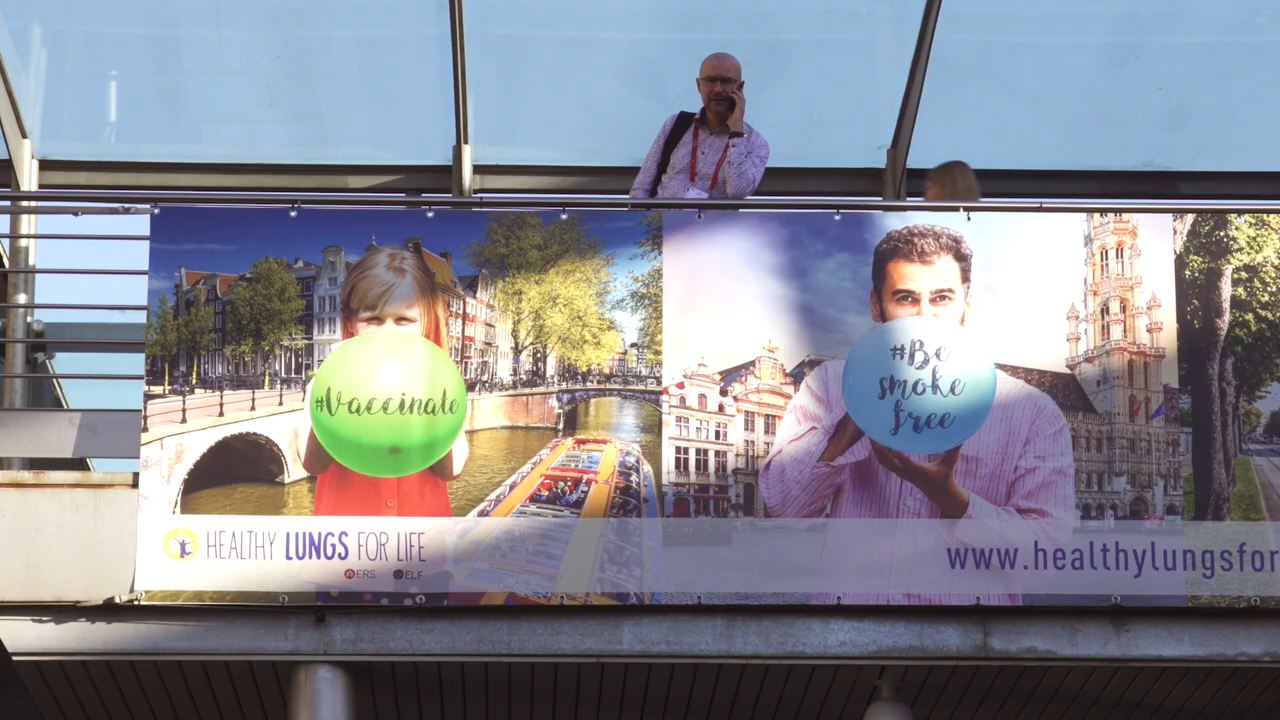 #Vaccinate
#Be
smoke
free
HEALTHY LUNGS FOR LIFE
ERS ELF
www.healthylungsfor